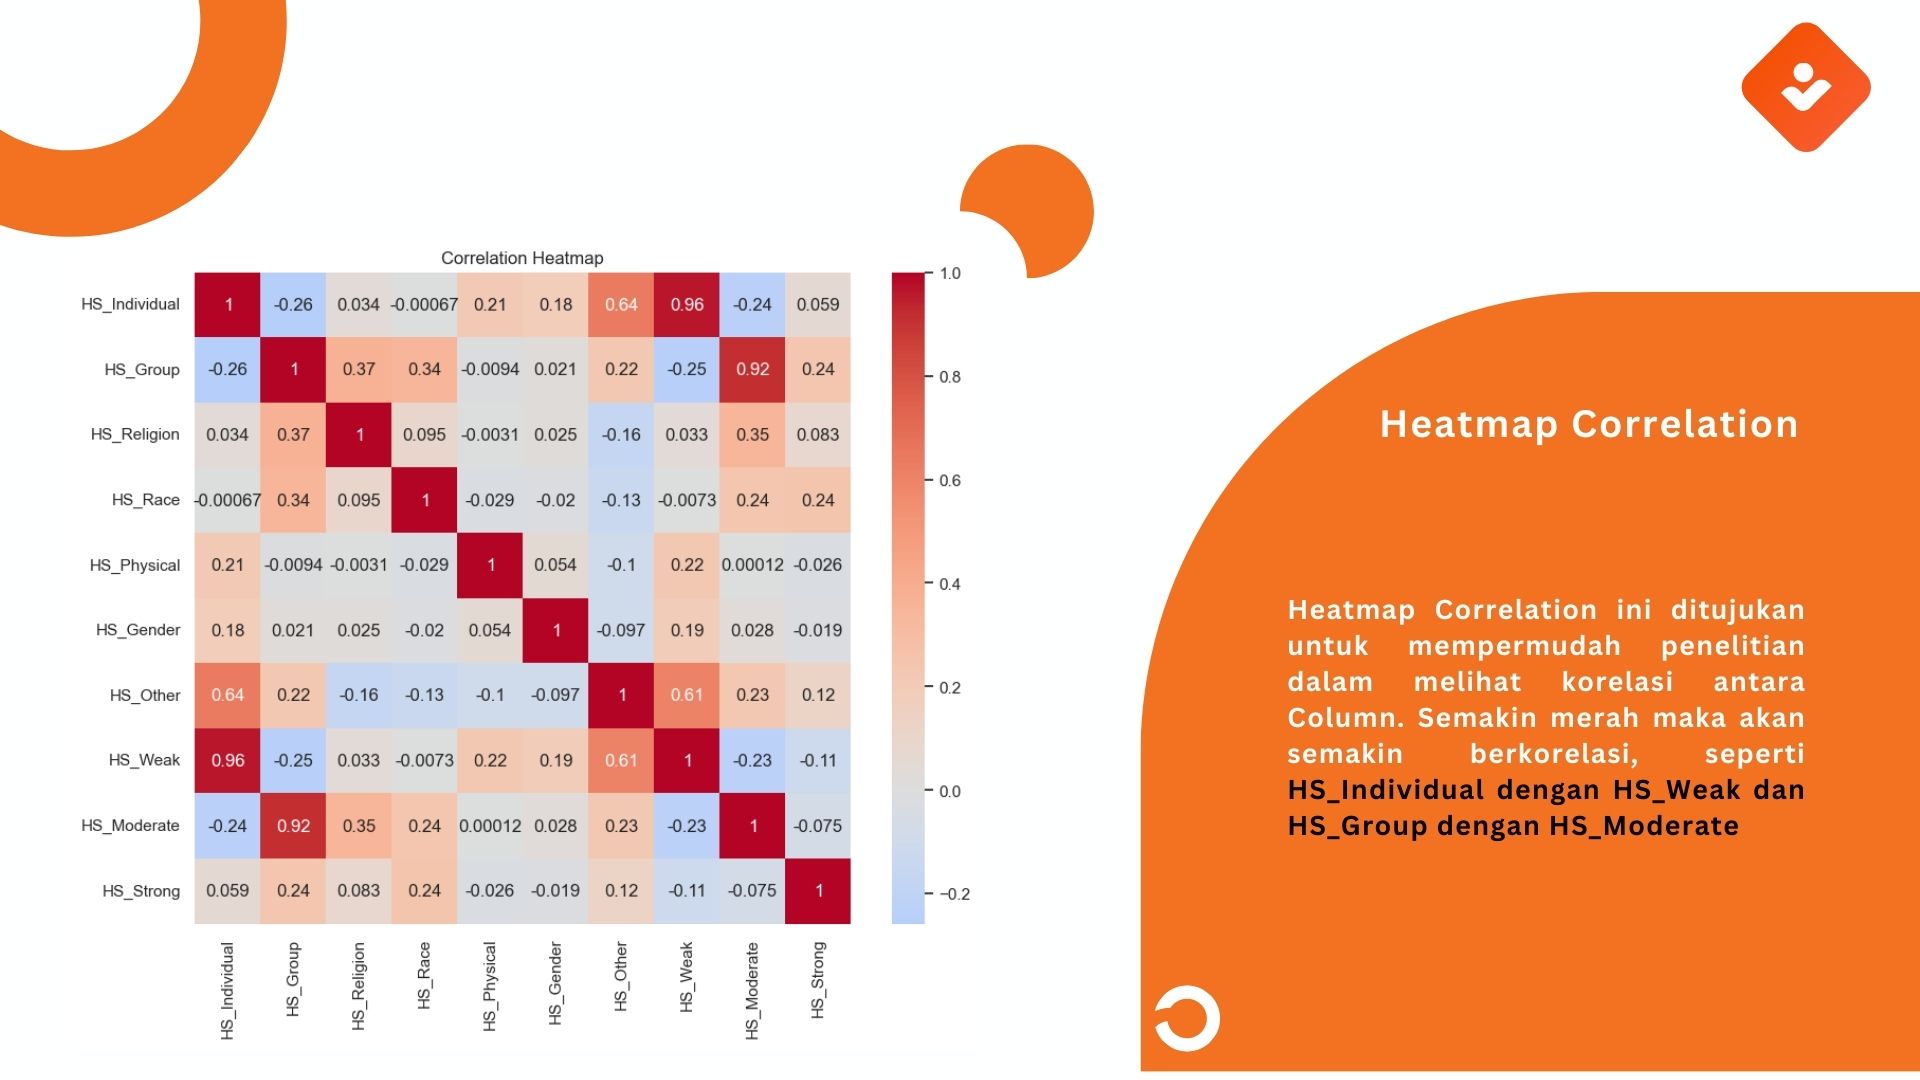 Correlation Heatmap
HS_Individual 1 -0.26 0.034 -0.00067 0.21 0.18 0.64 0.96 -0.24 0.059
HS_Group -0.26 1 0.37 0.34 -0.0094 0.021 0.22 -0.25 0.92 0.24
HS_Religion 0.034 0.37 1 0.095 -0.0031 0.025 -0.16 0.033 0.35 0.083
HS_Race -0.00067 0.34 0.095 1 -0.029 -0.02 -0.13 -0.0073 0.24 0.24
HS_Physical 0.21 -0.0094 -0.0031 -0.029 1 0.054 -0.1 0.22 0.00012 -0.026
HS_Gender 0.18 0.021 0.025 -0.02 0.054 1 -0.097 0.19 0.028 -0.019
HS_Other 0.64 0.22 -0.16 -0.13 -0.1 -0.097 1 0.61 0.23 0.12
HS_Weak 0.96 -0.25 0.033 -0.0073 0.22 0.19 0.61 1 -0.23 -0.11
HS_Moderate -0.24 0.92 0.35 0.24 0.00012 0.028 0.23 -0.23 1 -0.075
HS_Strong 0.059 0.24 0.083 0.24 -0.026 -0.019 0.12 -0.11 -0.075 1
HS_Individual HS_Group HS_Religion HS_Race HS_Physical HS_Gender HS_Other HS_Weak HS_Moderate HS_Strong
1.0
0.8
0.6
0.4
0.2
0.0
−0.2
Heatmap Correlation
Heatmap Correlation ini ditujukan
untuk mempermudah penelitian
dalam melihat korelasi antara
Column. Semakin merah maka akan
semakin berkorelasi, seperti
HS_Individual dengan HS_Weak dan
HS_Group dengan HS_Moderate